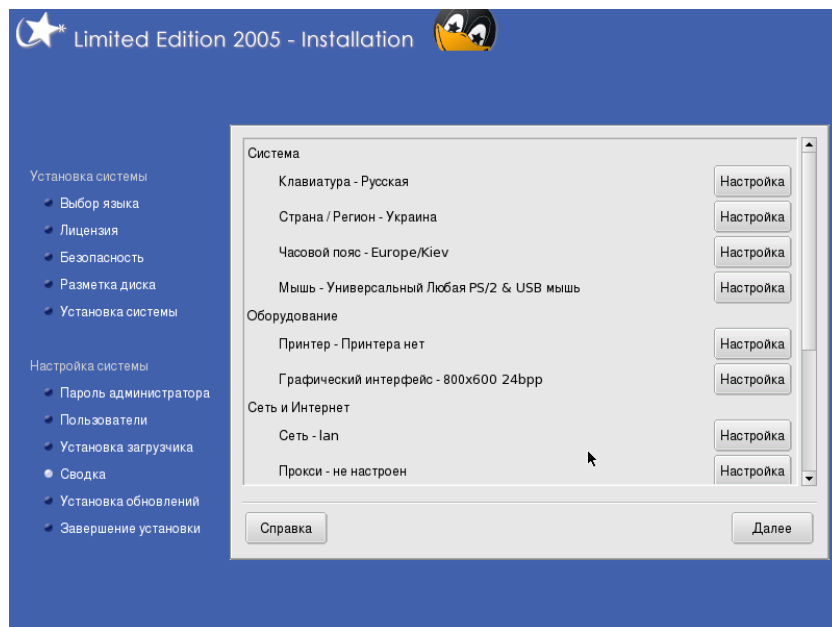 Limited Edition 2005 - Installation
Установка системы
Выбор языка
Лицензия
Безопасность
Разметка диска
Установка системы
Настройка системы
Пароль администратора
Пользователи
Установка загрузчика
Сводка
Установка обновлений
Завершение установки
Система
Клавиатура - Русская Настройка
Страна / Регион - Украина Настройка
Часовой пояс - Europe/Kiev Настройка
Мышь - Универсальный Любая PS/2 & USB мышь Настройка
Оборудование
Принтер - Принтера нет Настройка
Графический интерфейс - 800x600 24bpp Настройка
Сеть и Интернет
Сеть - lan Настройка
Прокси - не настроен Настройка
Справка Далее